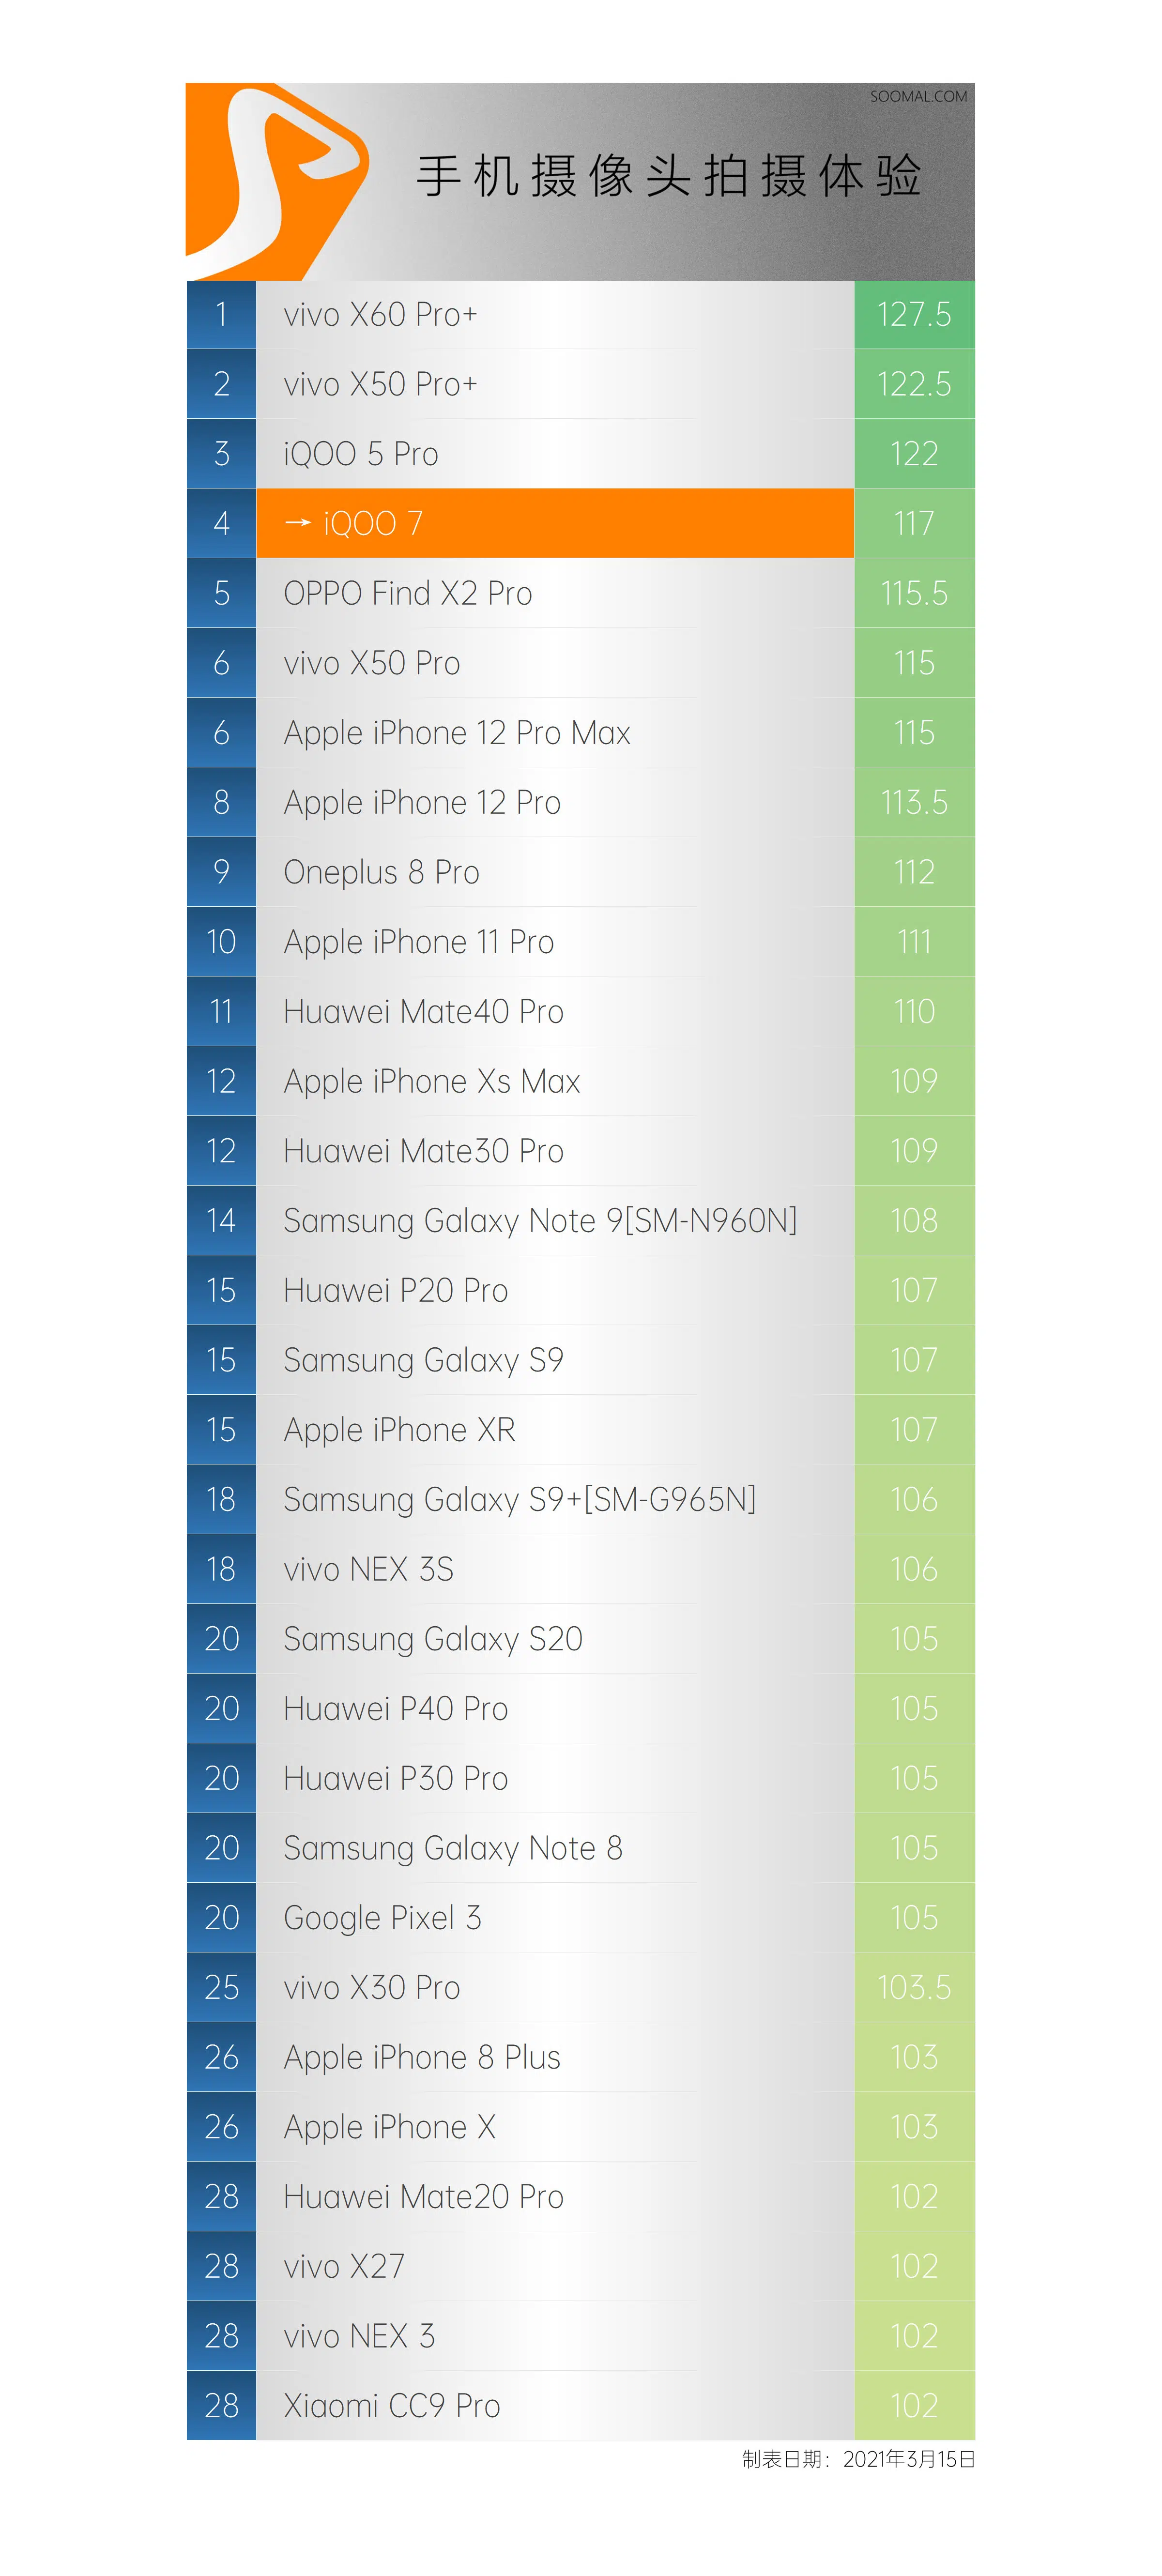 SOOMAL.COM
手机摄像头拍摄体验
1 vivo X60 Pro+ 127.5
2 vivo X50 Pro+ 122.5
3 iQOO 5 Pro 122
4 → iQOO 7 117
5 OPPO Find X2 Pro 115.5
6 vivo X50 Pro 115
6 Apple iPhone 12 Pro Max 115
8 Apple iPhone 12 Pro 113.5
9 Oneplus 8 Pro 112
10 Apple iPhone 11 Pro 111
11 Huawei Mate40 Pro 110
12 Apple iPhone Xs Max 109
12 Huawei Mate30 Pro 109
14 Samsung Galaxy Note 9[SM-N960N] 108
15 Huawei P20 Pro 107
15 Samsung Galaxy S9 107
15 Apple iPhone XR 107
18 Samsung Galaxy S9+[SM-G965N] 106
18 vivo NEX 3S 106
20 Samsung Galaxy S20 105
20 Huawei P40 Pro 105
20 Huawei P30 Pro 105
20 Samsung Galaxy Note 8 105
20 Google Pixel 3 105
25 vivo X30 Pro 103.5
26 Apple iPhone 8 Plus 103
26 Apple iPhone X 103
28 Huawei Mate20 Pro 102
28 vivo X27 102
28 vivo NEX 3 102
28 Xiaomi CC9 Pro 102
制表日期：2021年3月15日